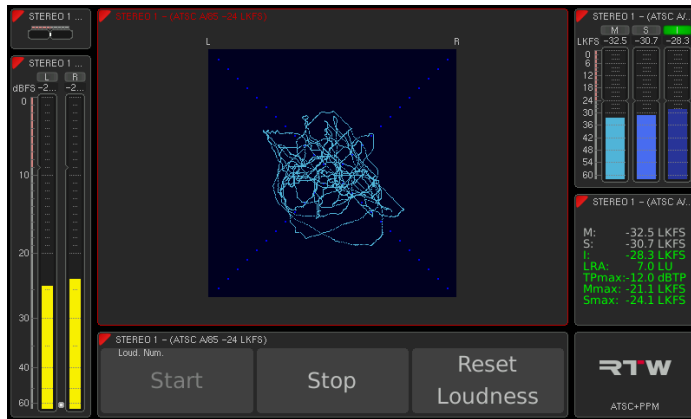 STEREO 1 ...
STEREO 1 ...
L R
dBFS -2... -2...
0
10
20
30
40
60
STEREO 1 - (ATSC A/85 -24 LKFS)
L R
STEREO 1 - (ATSC A/85 -24 LKFS)
Loud. Num.
Start
Stop
Reset
Loudness
STEREO 1 - (ATSC A/..
M S I
LKFS -32.5 -30.7 -28.3
0
6
12
18
24
30
36
42
48
54
60
STEREO 1 - (ATSC A/..
M: -32.5 LKFS
S: -30.7 LKFS
I: -28.3 LKFS
LRA: 7.0 LU
TPmax:-12.0 dBTP
Mmax: -21.1 LKFS
Smax: -24.1 LKFS
RTW
ATSC+PPM